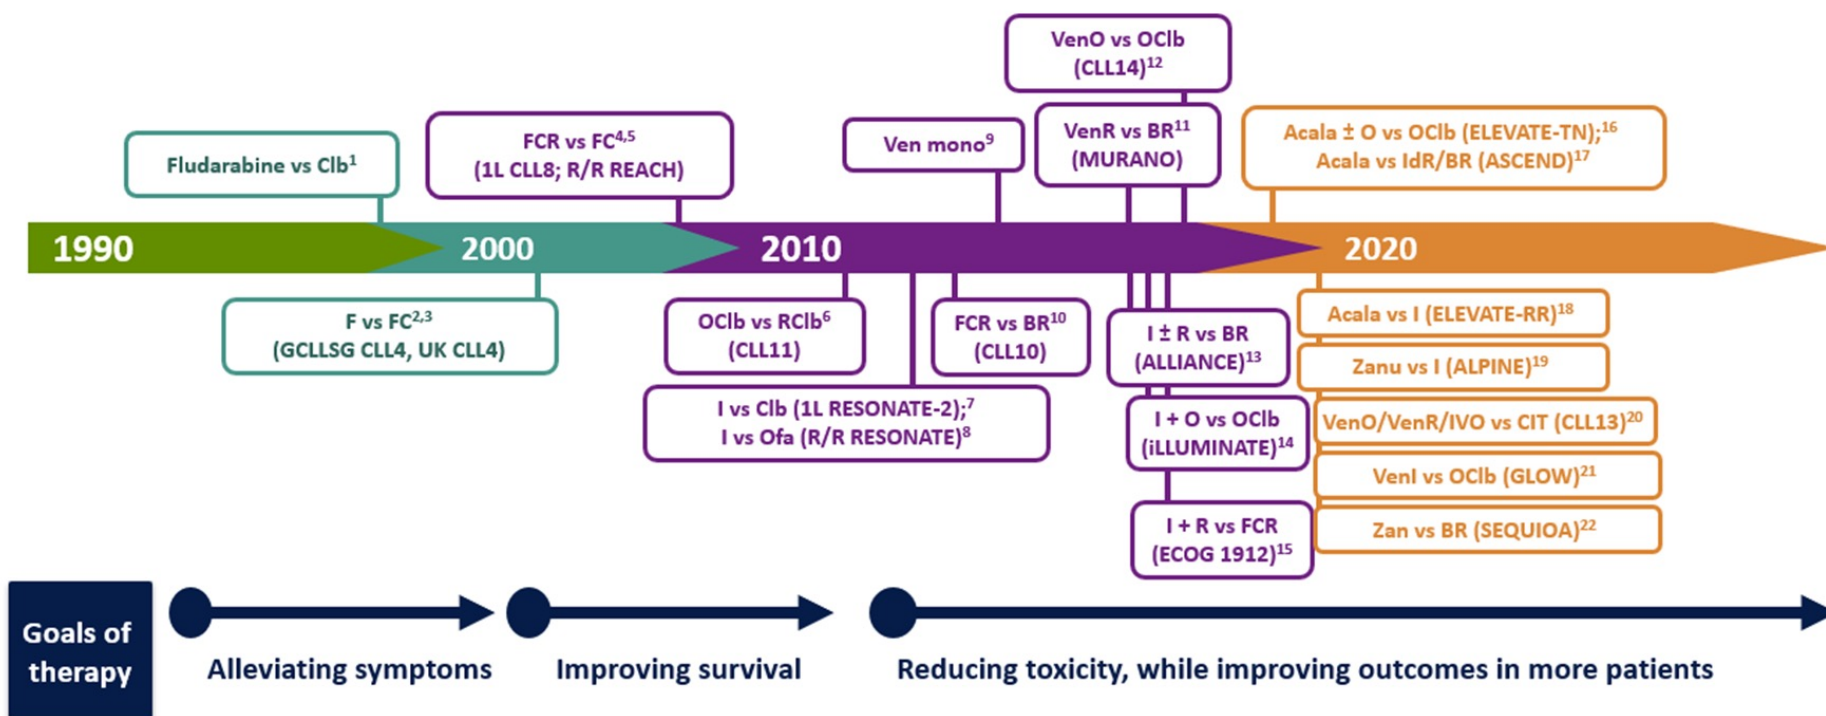 VenO vs OClb
(CLL14)¹²
Fludarabine vs Clb¹
FCR vs FC⁴,⁵
(1L CLL8; R/R REACH)
Ven mono⁹
VenR vs BR¹¹
(MURANO)
Acala ± O vs OClb (ELEVATE-TN);¹⁶
Acala vs IdR/BR (ASCEND)¹⁷
1990
2000
2010
2020
F vs FC²,³
(GCLLSG CLL4, UK CLL4)
OClb vs RClb⁶
(CLL11)
FCR vs BR¹⁰
(CLL10)
I vs Clb (1L RESONATE-2);⁷
I vs Ofa (R/R RESONATE)⁸
I ± R vs BR
(ALLIANCE)¹³
I + O vs OClb
(iLLUMINATE)¹⁴
I + R vs FCR
(ECOG 1912)¹⁵
Acala vs I (ELEVATE-RR)¹⁸
Zanu vs I (ALPINE)¹⁹
VenO/VenR/IVO vs CIT (CLL13)²⁰
VenI vs OClb (GLOW)²¹
Zan vs BR (SEQUIOA)²²
Goals of
therapy
Alleviating symptoms
Improving survival
Reducing toxicity, while improving outcomes in more patients